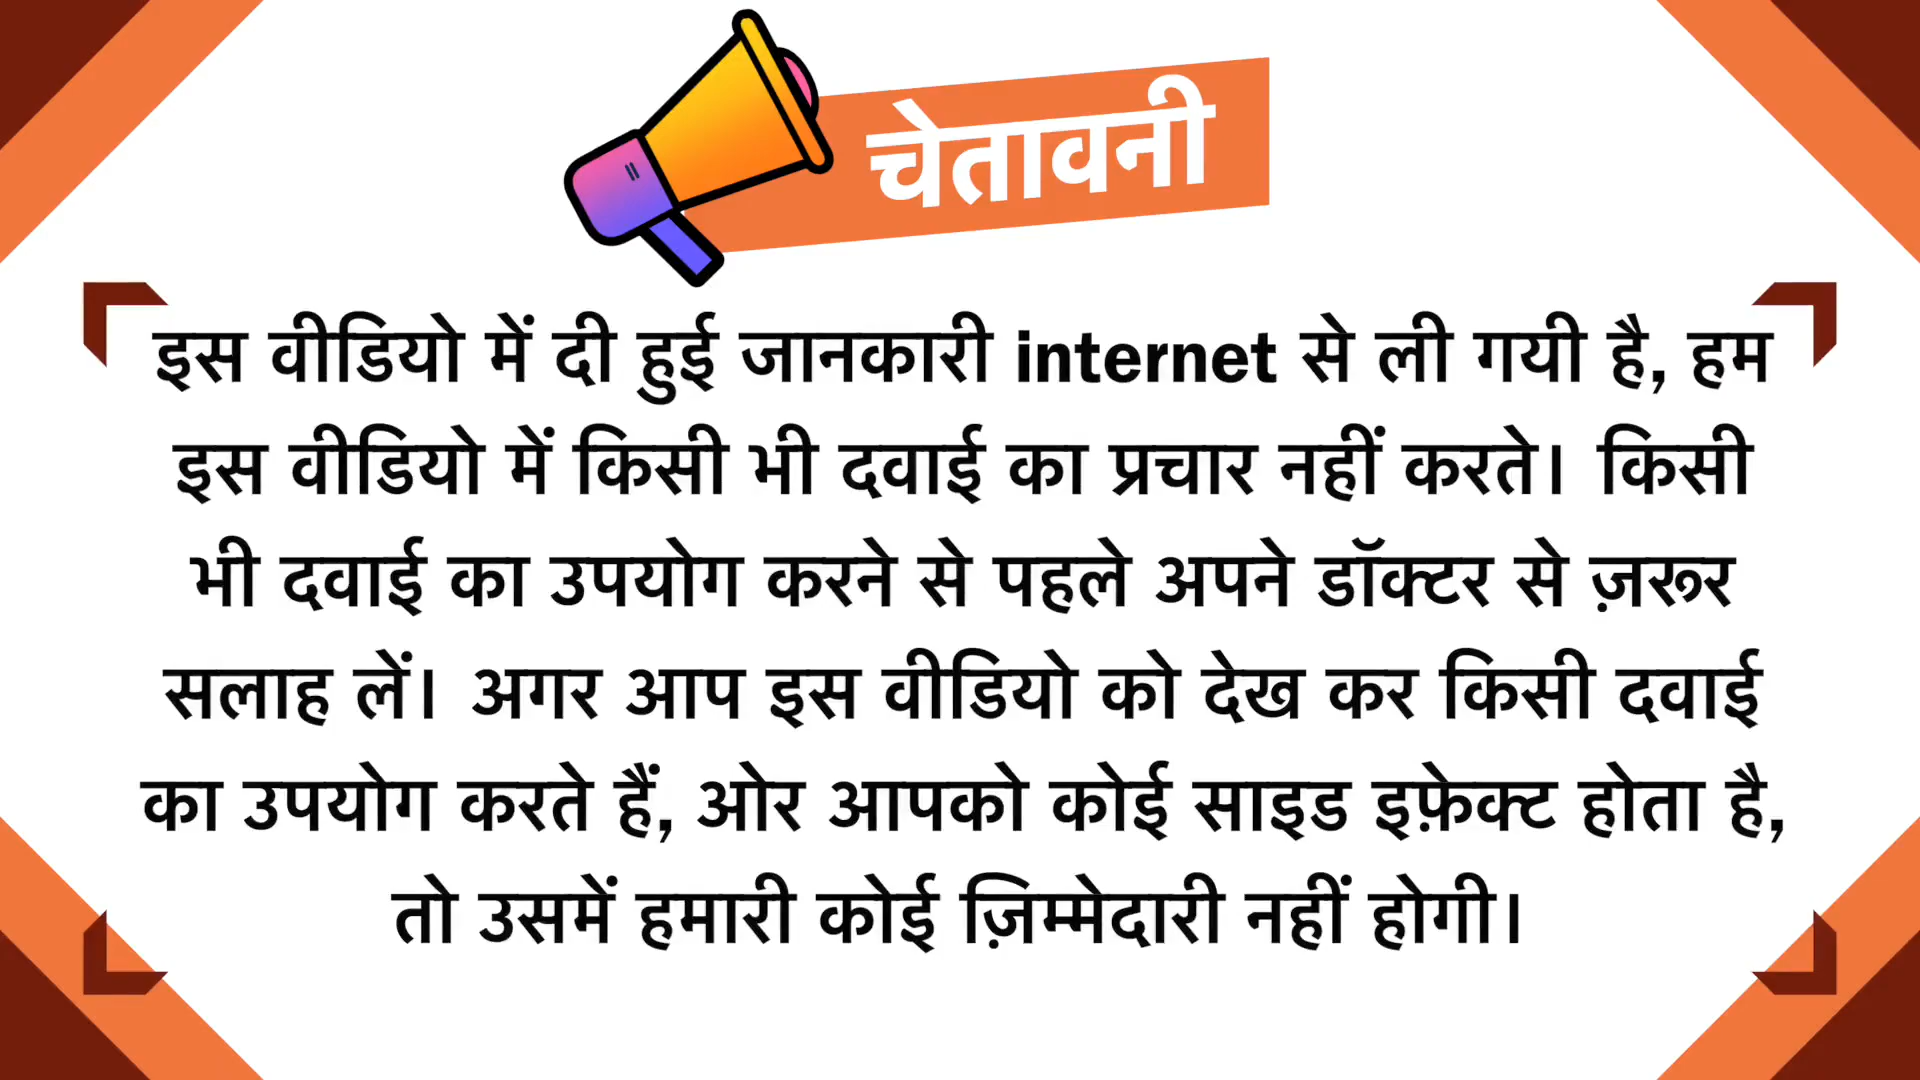 चेतावनी
इस वीडियो में दी हुई जानकारी internet से ली गयी है, हम
इस वीडियो में किसी भी दवाई का प्रचार नहीं करते। किसी
भी दवाई का उपयोग करने से पहले अपने डॉक्टर से ज़रूर
सलाह लें। अगर आप इस वीडियो को देख कर किसी दवाई
का उपयोग करते हैं, ओर आपको कोई साइड इफ़ेक्ट होता है,
तो उसमें हमारी कोई ज़िम्मेदारी नहीं होगी।